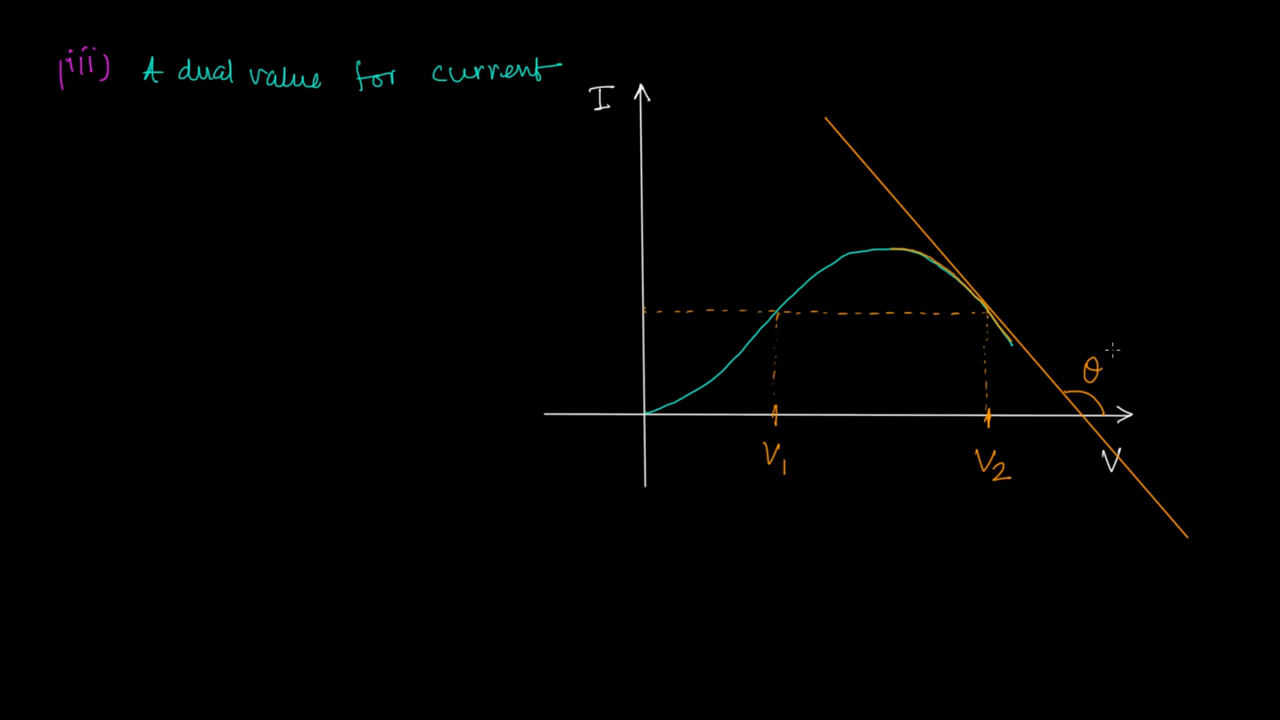 (iii) A dual value for current
I
θ
V₁
V₂
V